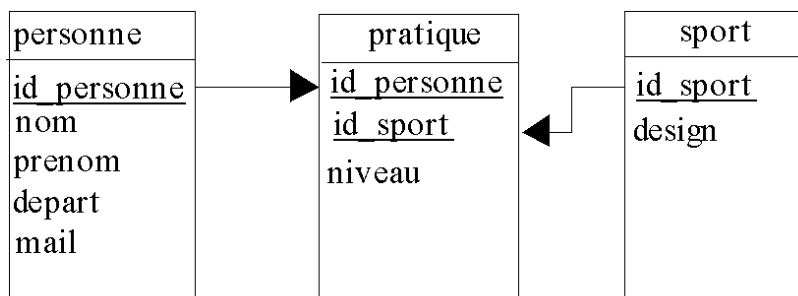 personne
id_personne
nom
prenom
depart
mail
pratique
id_personne
id_sport
niveau
sport
id_sport
design